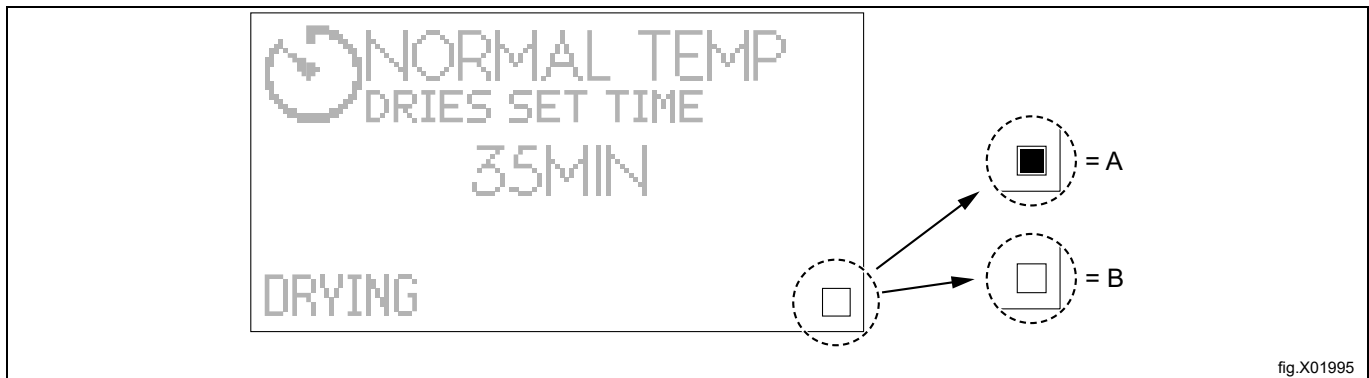 NORMAL TEMP
DRIES SET TIME
35MIN
DRYING
= A
= B
fig.X01995